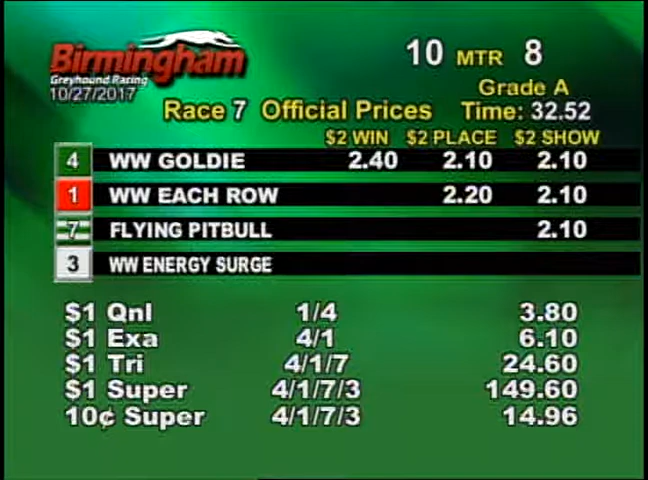 Birmingham
Greyhound Racing
10/27/2017
10 MTR 8
Grade A
Race 7 Official Prices Time: 32.52
$2 WIN $2 PLACE $2 SHOW
4 WW GOLDIE 2.40 2.10 2.10
1 WW EACH ROW 2.20 2.10
7 FLYING PITBULL 2.10
3 WW ENERGY SURGE
$1 Qnl 1/4 3.80
$1 Exa 4/1 6.10
$1 Tri 4/1/7 24.60
$1 Super 4/1/7/3 149.60
10¢ Super 4/1/7/3 14.96